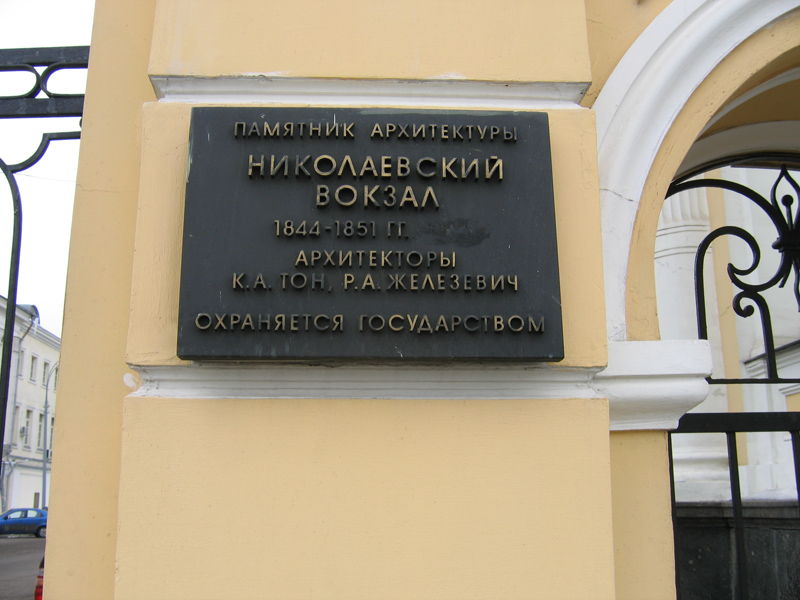 ПАМЯТНИК АРХИТЕКТУРЫ
НИКОЛАЕВСКИЙ
ВОКЗАЛ
1844-1851 ГГ.
АРХИТЕКТОРЫ
К.А. ТОН, Р.А. ЖЕЛЕЗЕВИЧ
ОХРАНЯЕТСЯ ГОСУДАРСТВОМ